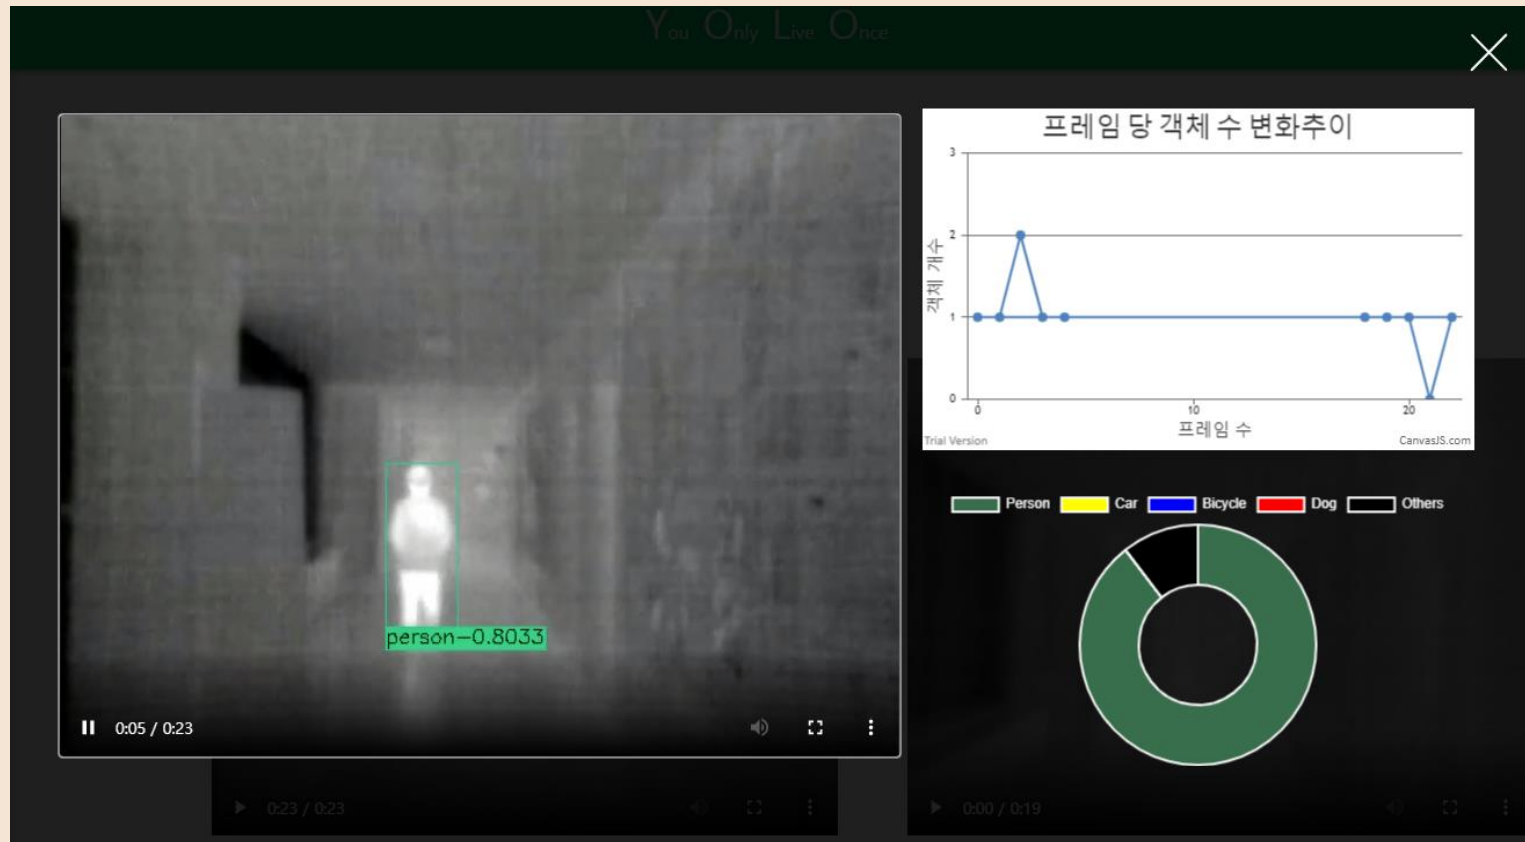 You Only Live Once
프레임 당 객체 수 변화추이
3
2
1
0
객체 개수
0 10 20
프레임 수
Trial Version
CanvasJS.com
person-0.8033
0:05 / 0:23
Person Car Bicycle Dog Others
0:23 / 0:23
0:00 / 0:19